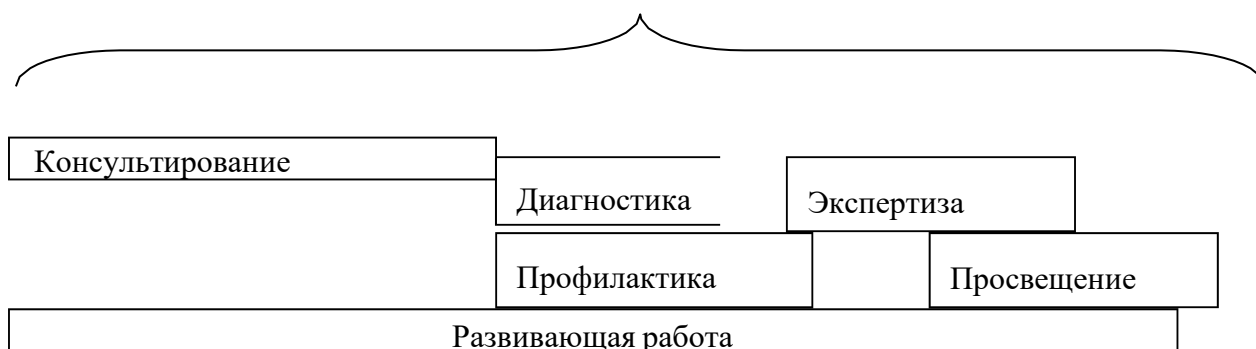 Консультирование
Диагностика
Экспертиза
Профилактика
Просвещение
Развивающая работа